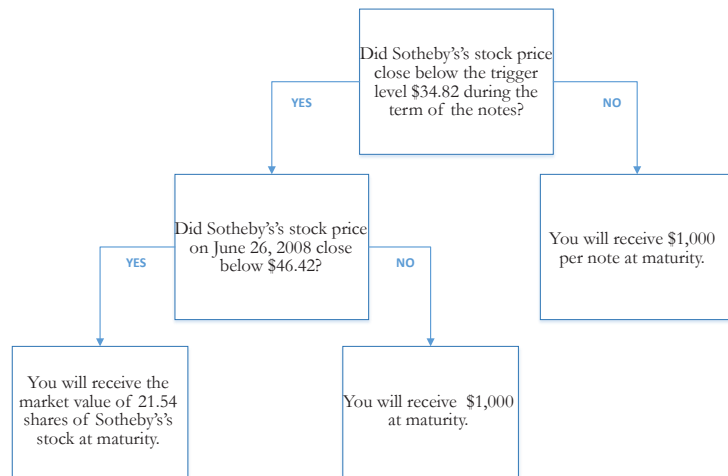 Did Sotheby's's stock price
close below the trigger
level $34.82 during the
term of the notes?
YES
NO
Did Sotheby's's stock price
on June 26, 2008 close
below $46.42?
You will receive $1,000
per note at maturity.
YES
NO
You will receive the
market value of 21.54
shares of Sotheby's's
stock at maturity.
You will receive $1,000
at maturity.